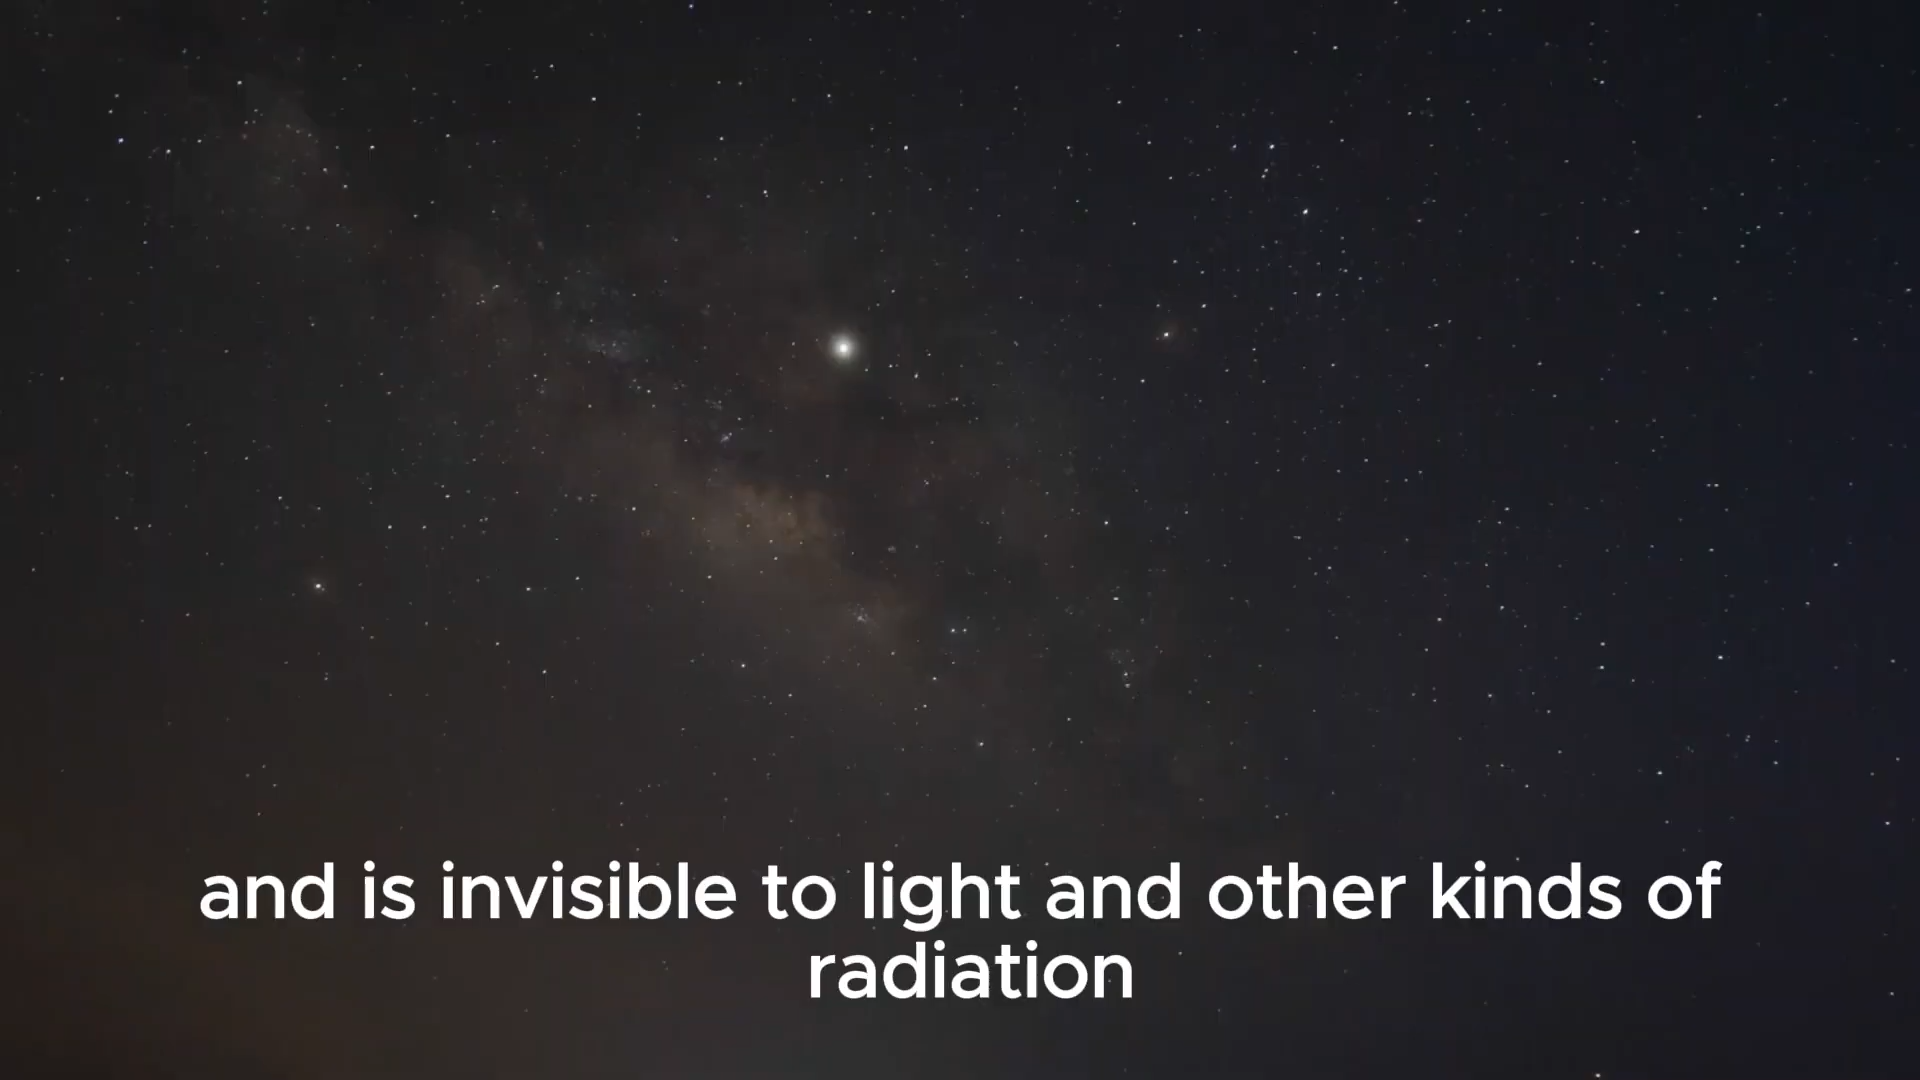 and is invisible to light and other kinds of
radiation